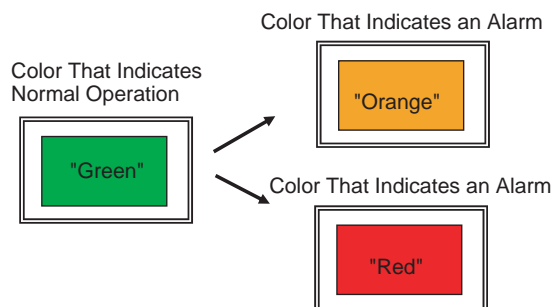 Color That Indicates an Alarm
Color That Indicates
Normal Operation
"Orange"
"Green"
Color That Indicates an Alarm
"Red"